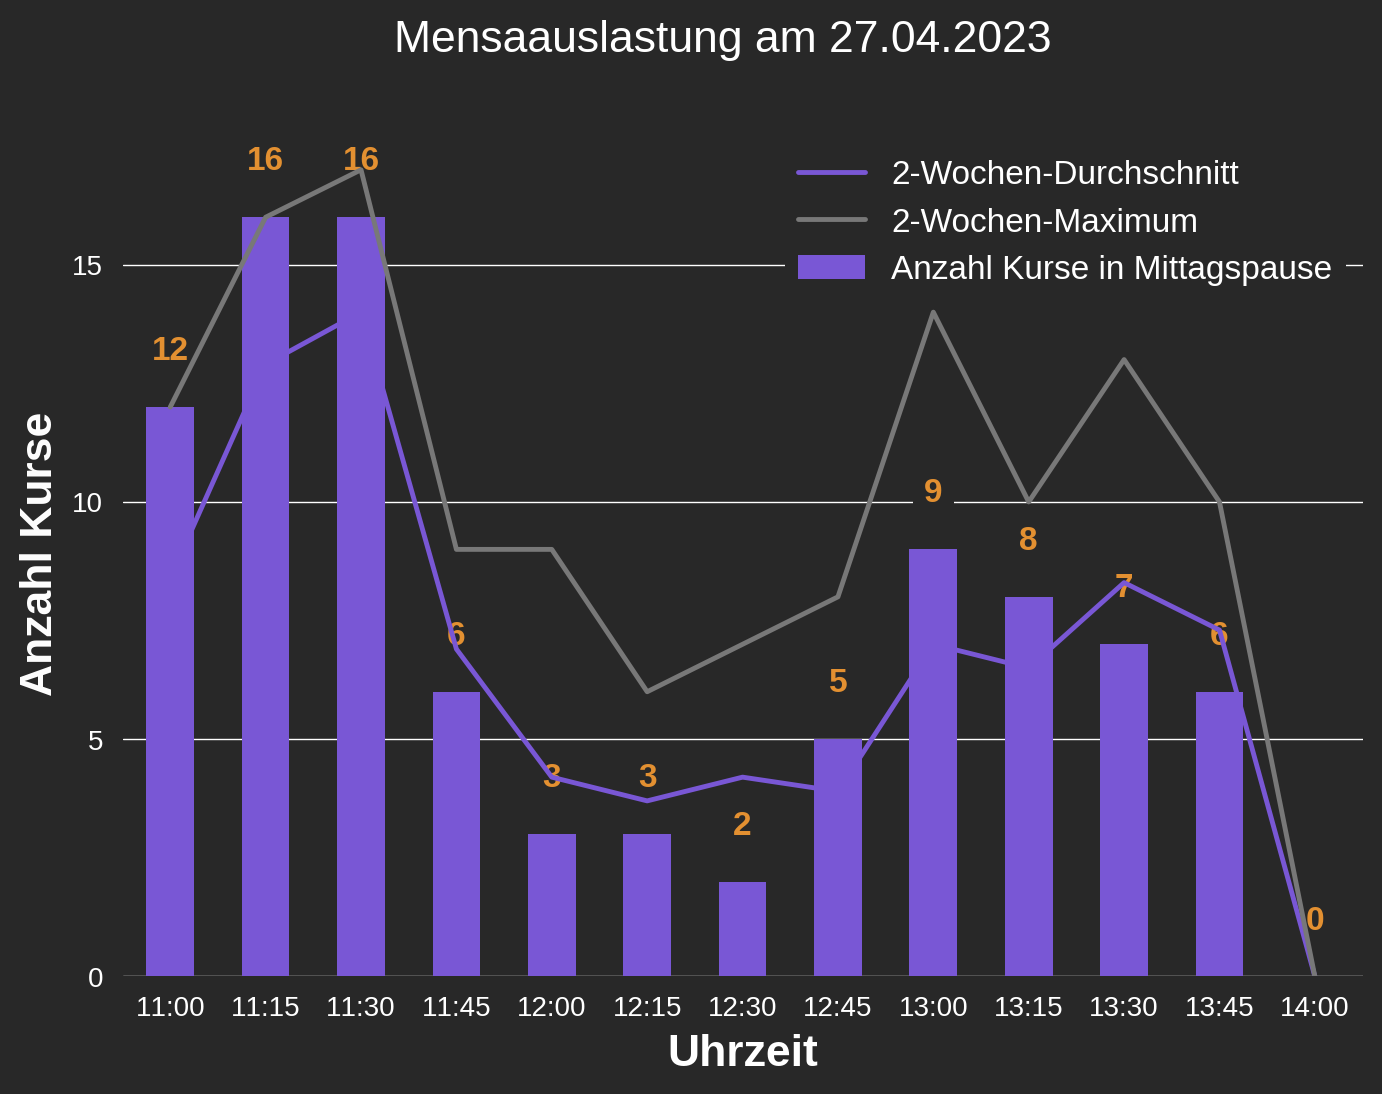 Mensaauslastung am 27.04.2023
2-Wochen-Durchschnitt
2-Wochen-Maximum
Anzahl Kurse in Mittagspause
16 16
12
9
8
7
6 6
5
3 3
2
0
Anzahl Kurse
15
10
5
0
11:00 11:15 11:30 11:45 12:00 12:15 12:30 12:45 13:00 13:15 13:30 13:45 14:00
Uhrzeit